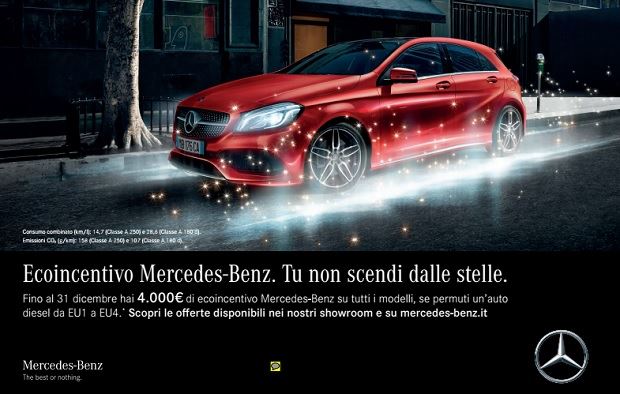 Consumo combinato (km/l): 14,7 (Classe A 250) e 28,6 (Classe A 180 d).
Emissioni CO₂ (g/km): 158 (Classe A 250) e 107 (Classe A 180 d).
Ecoincentivo Mercedes-Benz. Tu non scendi dalle stelle.
Fino al 31 dicembre hai 4.000€ di ecoincentivo Mercedes-Benz su tutti i modelli, se permuti un'auto
diesel da EU1 a EU4.* Scopri le offerte disponibili nei nostri showroom e su mercedes-benz.it
Mercedes-Benz
The best or nothing.